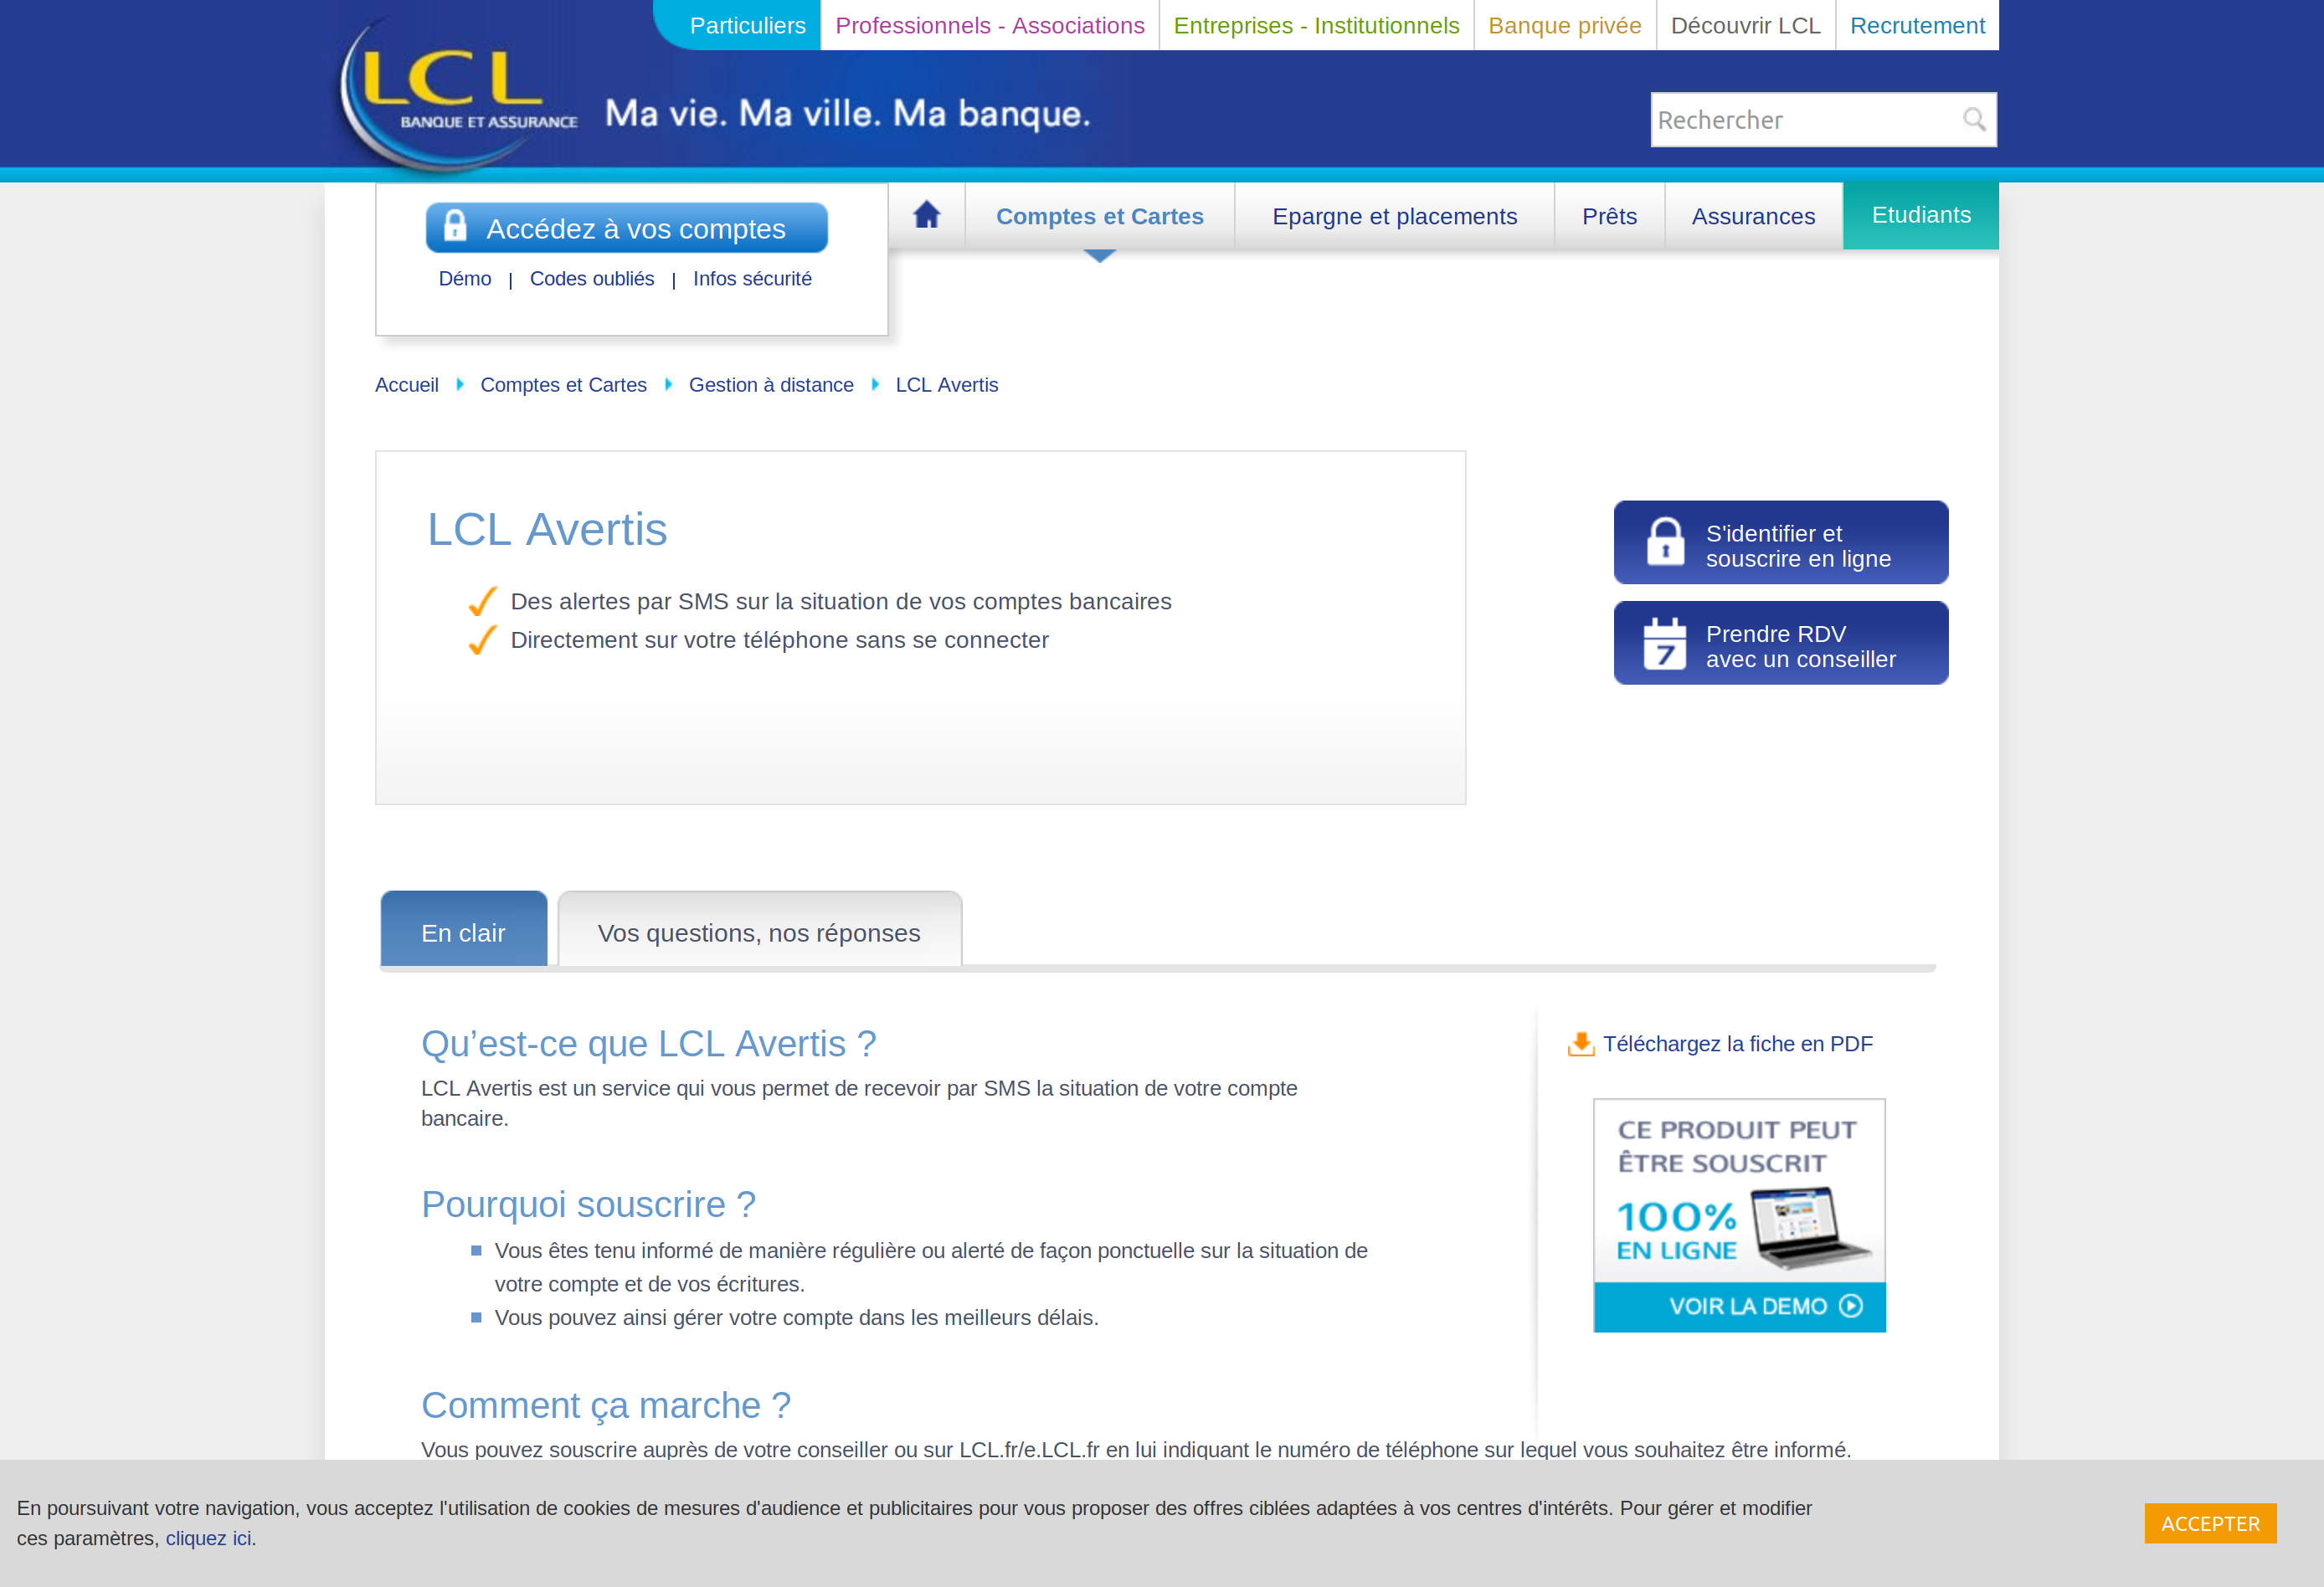 Particuliers
Professionnels - Associations
Entreprises - Institutionnels
Banque privée
Découvrir LCL
Recrutement
LCL
BANQUE ET ASSURANCE
Ma vie. Ma ville. Ma banque.
Rechercher
Accédez à vos comptes
Démo | Codes oubliés | Infos sécurité
Comptes et Cartes
Epargne et placements
Prêts
Assurances
Etudiants
Accueil
Comptes et Cartes
Gestion à distance
LCL Avertis
LCL Avertis
Des alertes par SMS sur la situation de vos comptes bancaires
Directement sur votre téléphone sans se connecter
S'identifier et
souscrire en ligne
7
Prendre RDV
avec un conseiller
En clair
Vos questions, nos réponses
Qu’est-ce que LCL Avertis ?
LCL Avertis est un service qui vous permet de recevoir par SMS la situation de votre compte
bancaire.
Pourquoi souscrire ?
Vous êtes tenu informé de manière régulière ou alerté de façon ponctuelle sur la situation de
votre compte et de vos écritures.
Vous pouvez ainsi gérer votre compte dans les meilleurs délais.
Comment ça marche ?
Vous pouvez souscrire auprès de votre conseiller ou sur LCL.fr/e.LCL.fr en lui indiquant le numéro de téléphone sur lequel vous souhaitez être informé.
Téléchargez la fiche en PDF
CE PRODUIT PEUT
ÊTRE SOUSCRIT
100%
EN LIGNE
VOIR LA DEMO
En poursuivant votre navigation, vous acceptez l'utilisation de cookies de mesures d'audience et publicitaires pour vous proposer des offres ciblées adaptées à vos centres d'intérêts. Pour gérer et modifier
ces paramètres, cliquez ici.
ACCEPTER